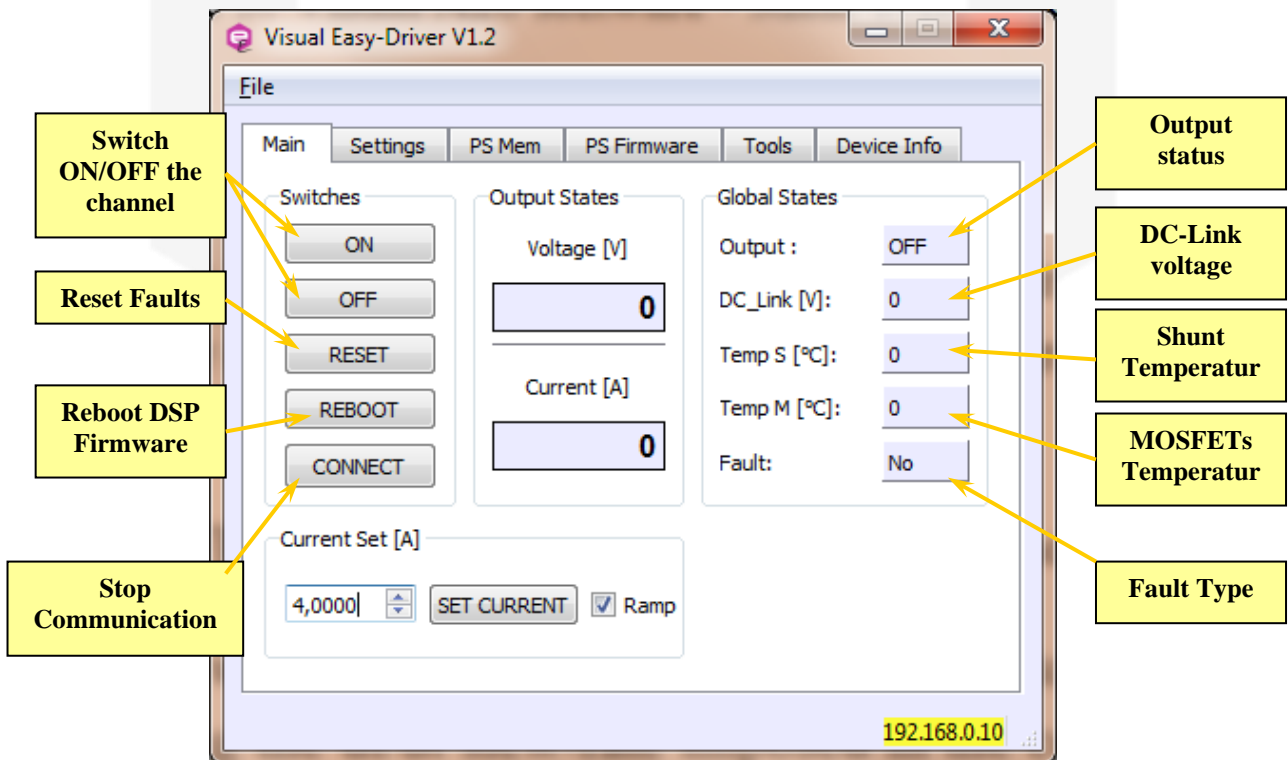 Visual Easy-Driver V1.2
File
Main
Settings
PS Mem
PS Firmware
Tools
Device Info
Switch
ON/OFF the
channel
Reset Faults
Reboot DSP
Firmware
Stop
Communication
Switches
ON
OFF
RESET
REBOOT
CONNECT
Output States
Voltage [V]
0
Current [A]
0
Global States
Output :
OFF
DC_Link [V]:
0
Temp S [ºC]:
0
Temp M [ºC]:
0
Fault:
No
Current Set [A]
4,0000
SET CURRENT
Ramp
192.168.0.10
Output
status
DC-Link
voltage
Shunt
Temperatur
MOSFETs
Temperatur
Fault Type